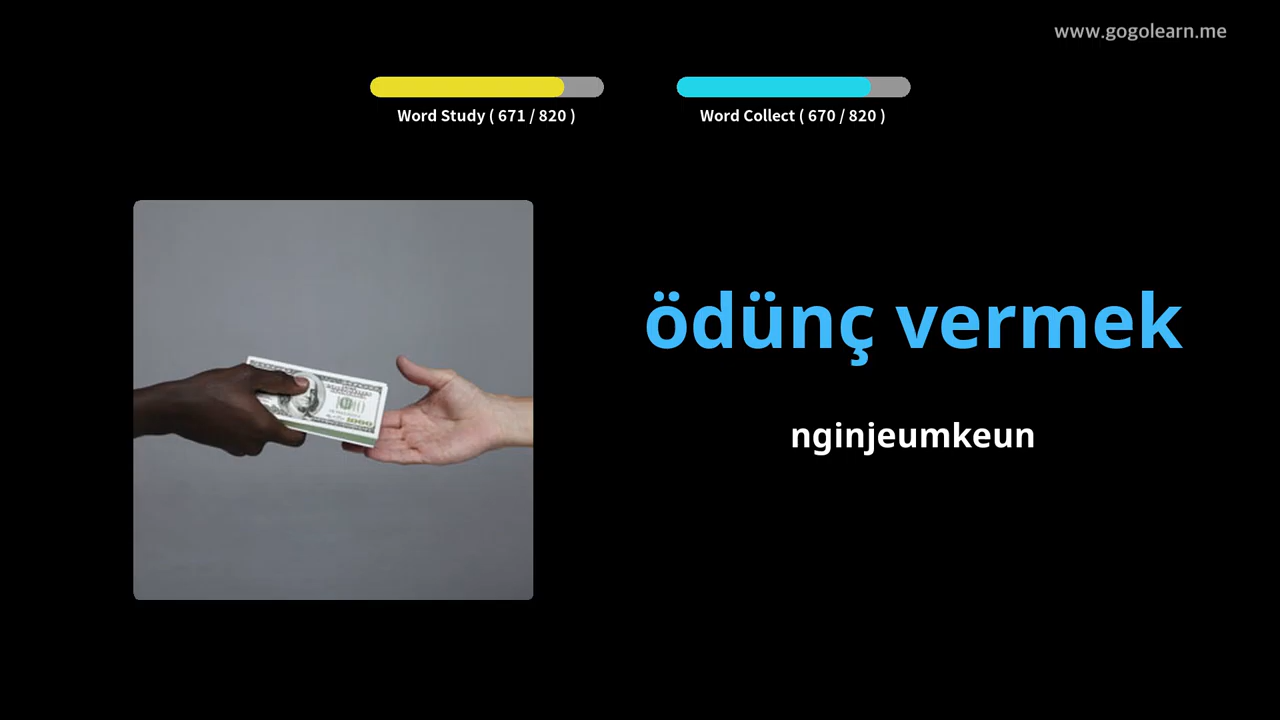 www.gogolearn.me
Word Study ( 671 / 820 )
Word Collect ( 670 / 820 )
ödünç vermek
nginjeumkeun